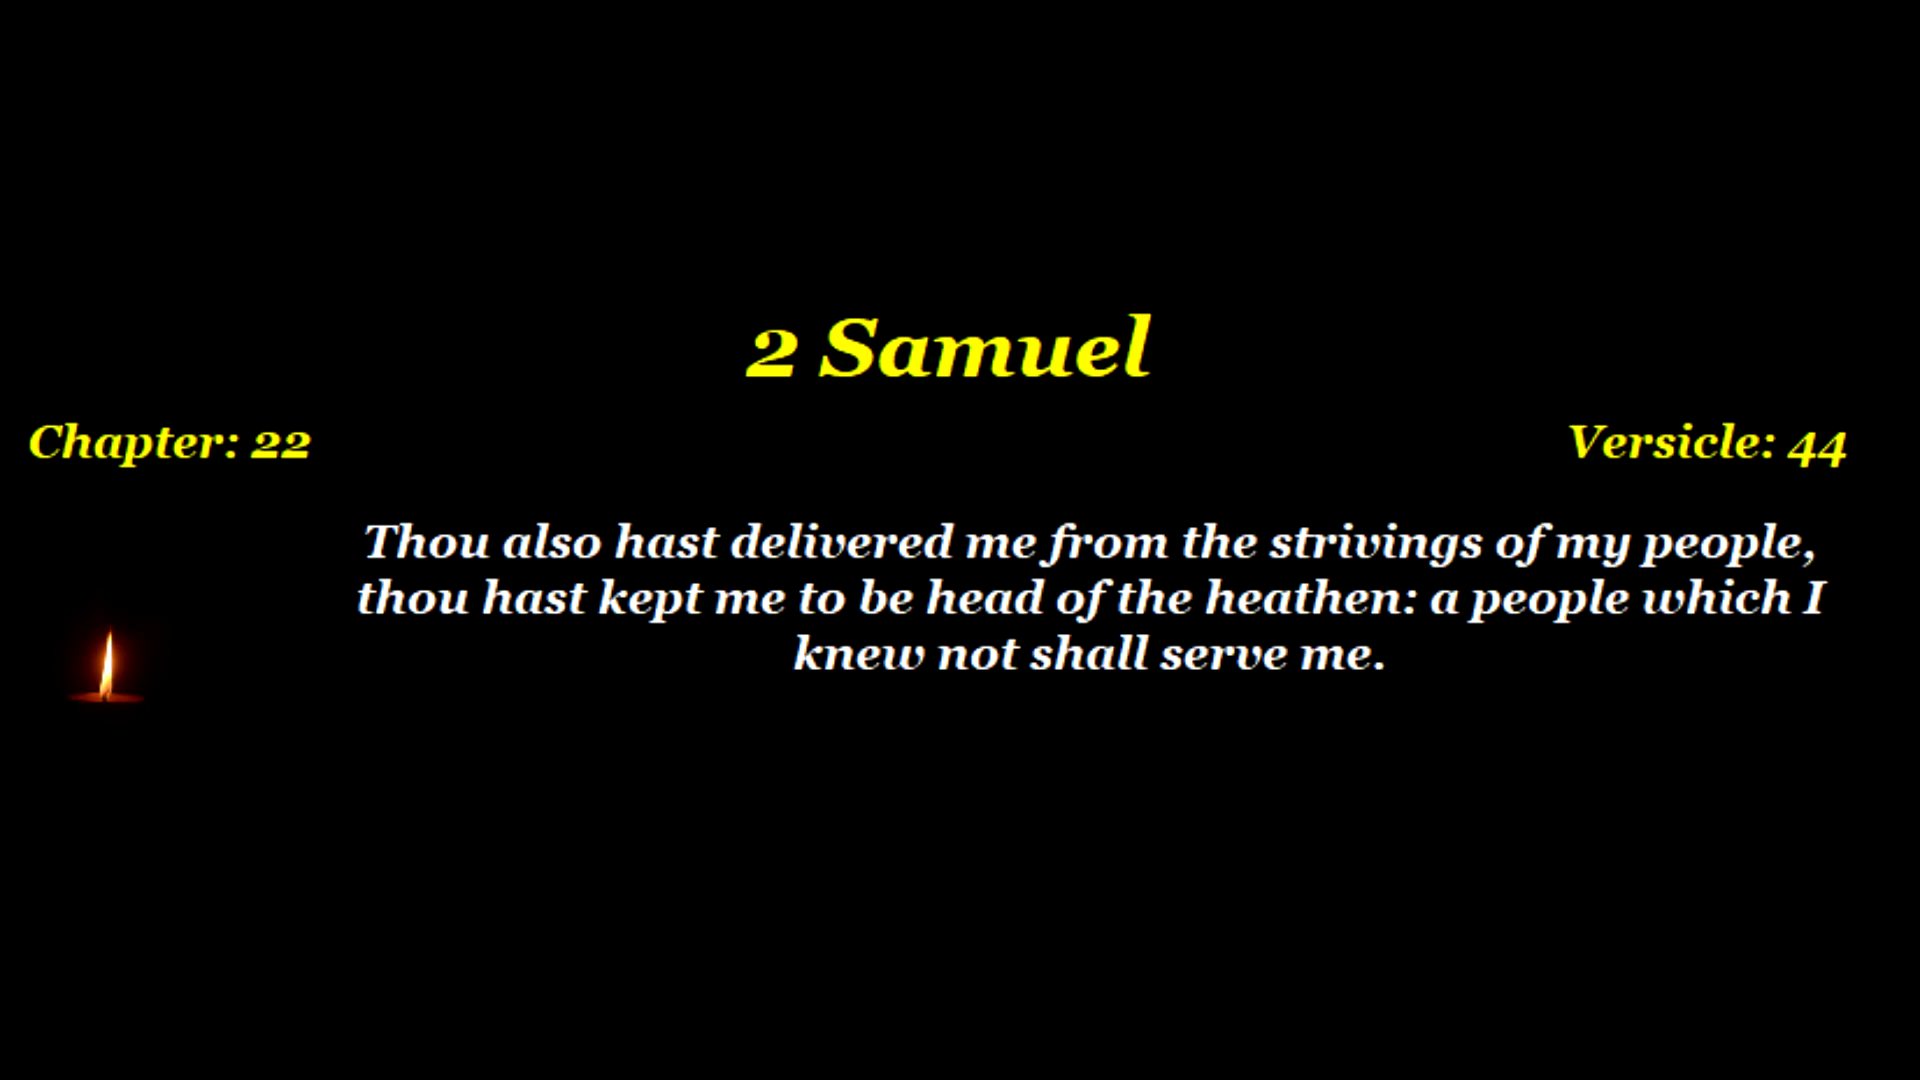 2 Samuel
Chapter: 22
Versicle: 44
Thou also hast delivered me from the strivings of my people,
thou hast kept me to be head of the heathen: a people which I
knew not shall serve me.